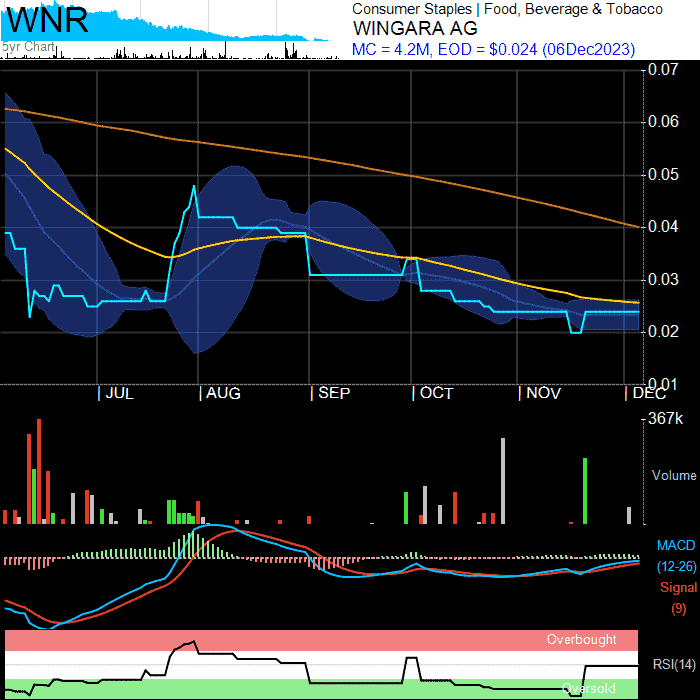 WNR
5yr Chart
Consumer Staples | Food, Beverage & Tobacco
WINGARA AG
MC = 4.2M, EOD = $0.024 (06Dec2023)
0.07
0.06
0.05
0.04
0.03
0.02
0.01
| JUL | AUG | SEP | OCT | NOV | DEC
367k
Volume
MACD
(12-26)
Signal
(9)
Overbought
RSI(14)
Oversold